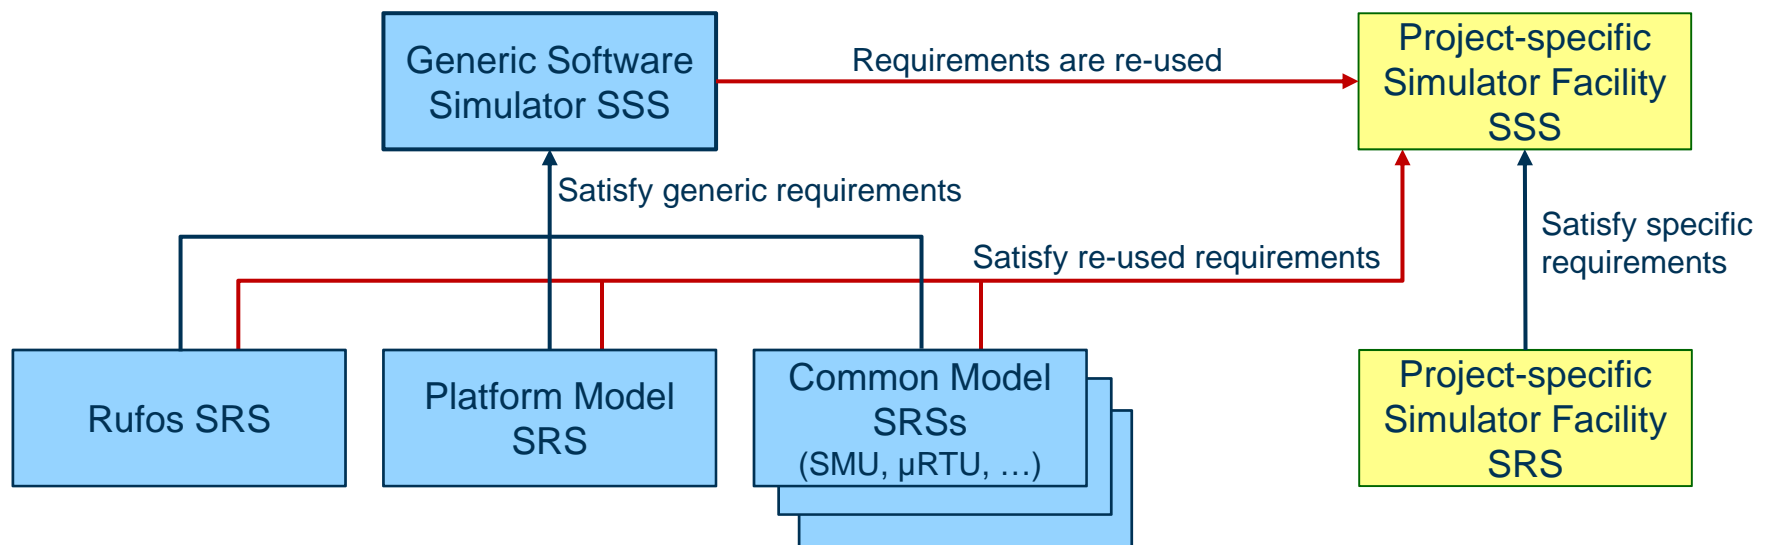 Generic Software
Simulator SSS
Requirements are re-used
Project-specific
Simulator Facility
SSS
Satisfy generic requirements
Satisfy re-used requirements
Satisfy specific
requirements
Rufos SRS
Platform Model
SRS
Common Model
SRSs
(SMU, µRTU, …)
Project-specific
Simulator Facility
SRS